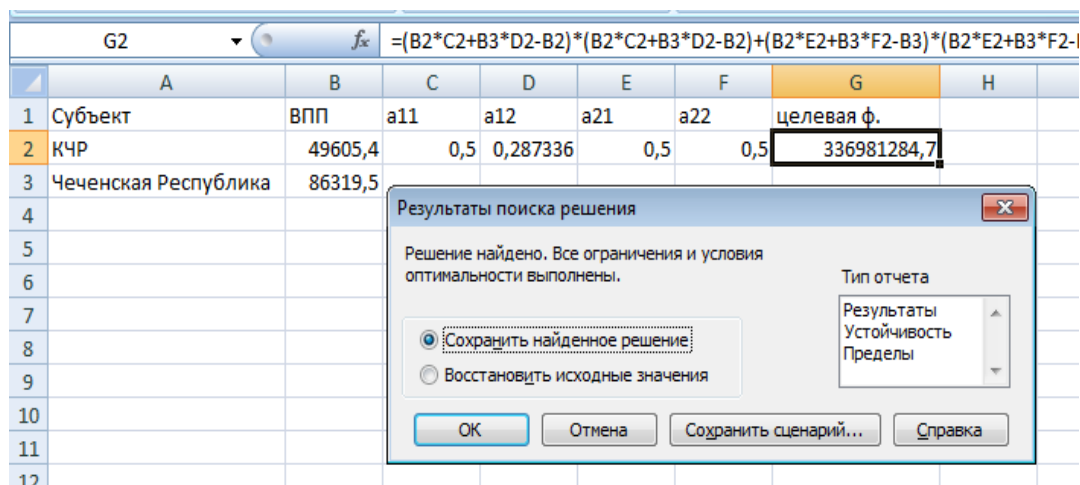 G2 fx =(B2*C2+B3*D2-B2)*(B2*C2+B3*D2-B2)+(B2*E2+B3*F2-B3)*(B2*E2+B3*F2-
A B C D E F G H
1 Субъект ВПП a11 a12 a21 a22 целевая ф.
2 КЧР 49605,4 0,5 0,287336 0,5 0,5 336981284,7
3 Чеченская Республика 86319,5
4
5
6
7
8
9
10
11
12
Результаты поиска решения
Решение найдено. Все ограничения и условия
оптимальности выполнены.
Тип отчета
Результаты
Устойчивость
Пределы
Сохранить найденное решение
Восстановить исходные значения
ОК Отмена Сохранить сценарий... Справка